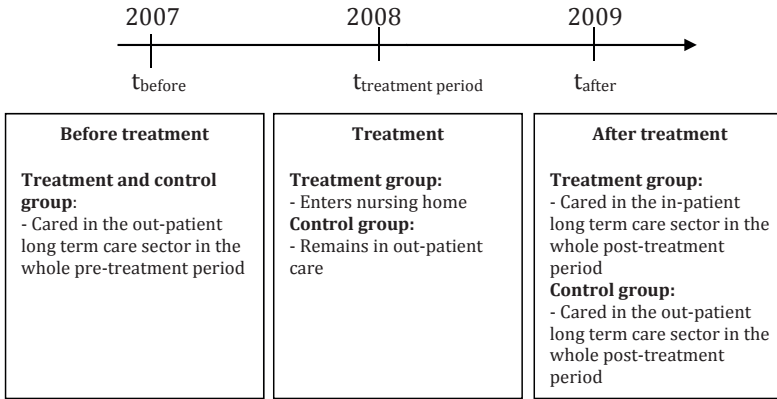 2007 2008 2009
tbefore ttreatment period tafter
Before treatment
Treatment and control
group:
- Cared in the out-patient
long term care sector in the
whole pre-treatment period
Treatment
Treatment group:
- Enters nursing home
Control group:
- Remains in out-patient
care
After treatment
Treatment group:
- Cared in the in-patient
long term care sector in the
whole post-treatment
period
Control group:
- Cared in the out-patient
long term care sector in the
whole post-treatment
period